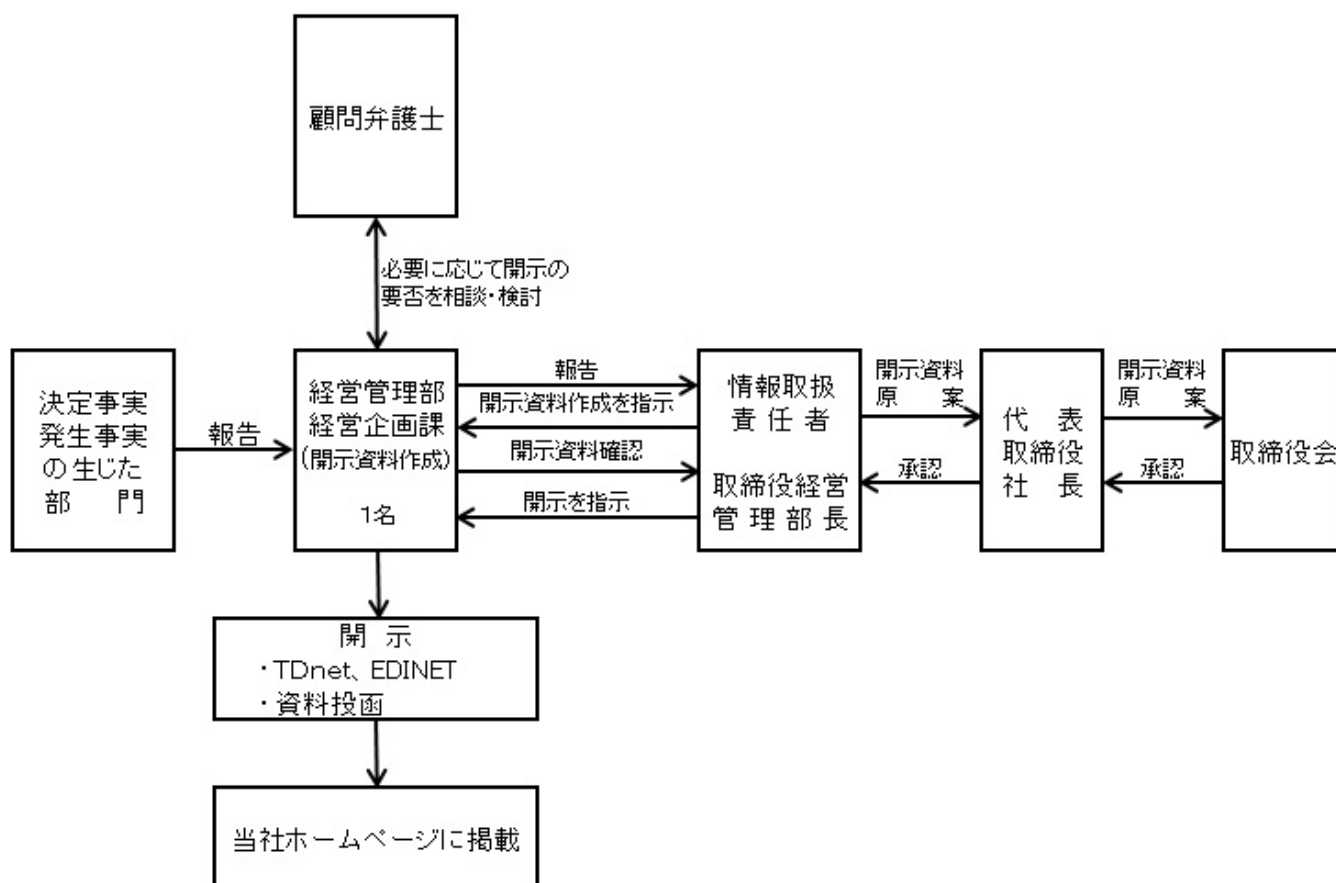 顧問弁護士
必要に応じて開示の
要否を相談・検討
決定事実
発生事実
の生じた
部　　門
報告
経営管理部
経営企画課
(開示資料作成)
1名
報告
開示資料作成を指示
開示資料確認
開示を指示
情報取扱
責任者
取締役経営
管理部長
開示資料
原　　案
承認
代　表
取締役
社　長
開示資料
原　　案
承認
取締役会
開　示
・TDnet、EDINET
・資料投函
当社ホームページに掲載